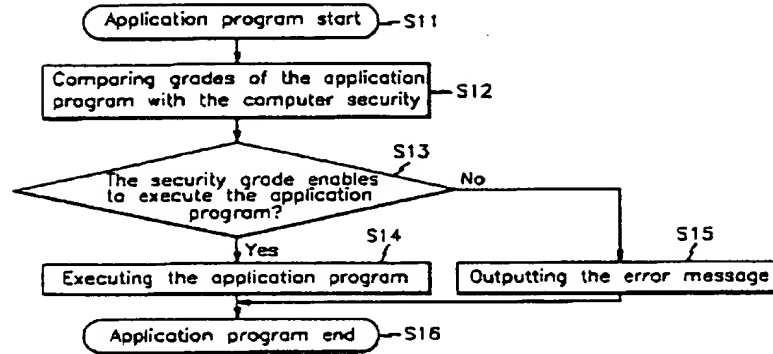 Application program start
S11
Comparing grades of the application
program with the computer security
S12
S13
The security grade enables
to execute the application
program?
No
Yes
S14
Executing the application program
S15
Outputting the error message
Application program end
S16